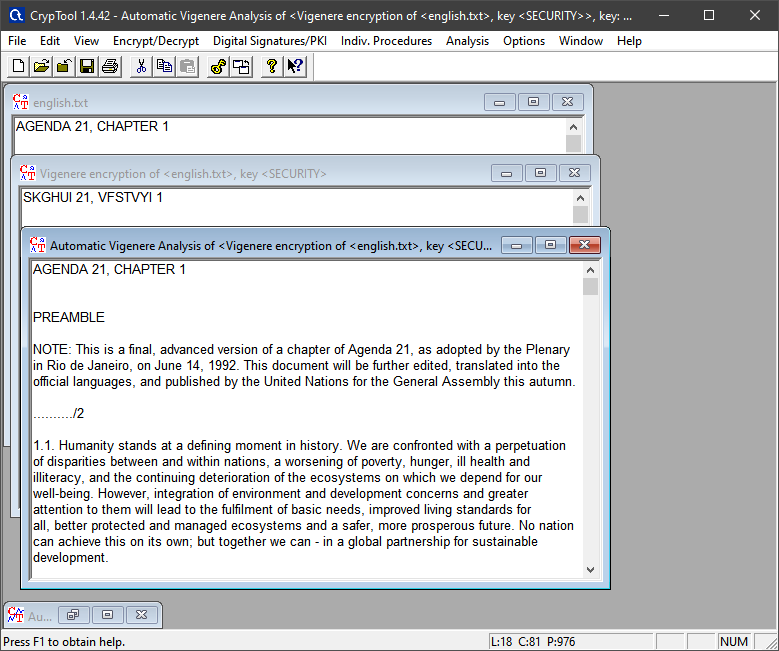 CrypTool 1.4.42 - Automatic Vigenere Analysis of <Vigenere encryption of <english.txt>, key <SECURITY>>, key: ...
File Edit View Encrypt/Decrypt Digital Signatures/PKI Indiv. Procedures Analysis Options Window Help
english.txt
AGENDA 21, CHAPTER 1
Vigenere encryption of <english.txt>, key <SECURITY>
SKGHUI 21, VFSTVYI 1
Automatic Vigenere Analysis of <Vigenere encryption of <english.txt>, key <SECU...
AGENDA 21, CHAPTER 1
PREAMBLE
NOTE: This is a final, advanced version of a chapter of Agenda 21, as adopted by the Plenary
in Rio de Janeiro, on June 14, 1992. This document will be further edited, translated into the
official languages, and published by the United Nations for the General Assembly this autumn.
........../2
1.1. Humanity stands at a defining moment in history. We are confronted with a perpetuation
of disparities between and within nations, a worsening of poverty, hunger, ill health and
illiteracy, and the continuing deterioration of the ecosystems on which we depend for our
well-being. However, integration of environment and development concerns and greater
attention to them will lead to the fulfilment of basic needs, improved living standards for
all, better protected and managed ecosystems and a safer, more prosperous future. No nation
can achieve this on its own; but together we can - in a global partnership for sustainable
development.
Au...
Press F1 to obtain help.
L:18 C:81 P:976
NUM